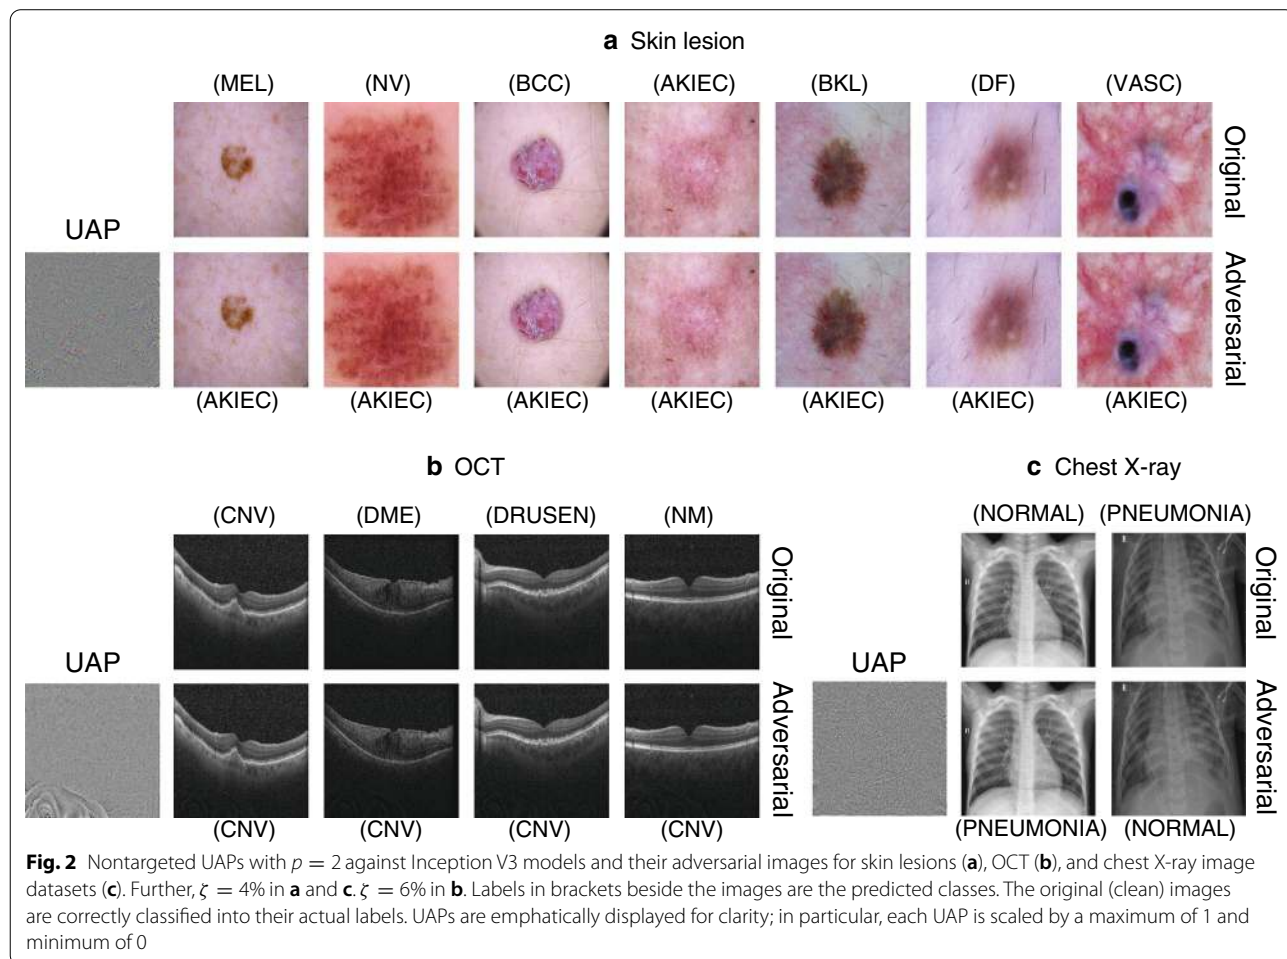 a Skin lesion
(MEL) (NV) (BCC) (AKIEC) (BKL) (DF) (VASC)
Original
UAP
Adversarial
(AKIEC) (AKIEC) (AKIEC) (AKIEC) (AKIEC) (AKIEC) (AKIEC)
b OCT
(CNV) (DME) (DRUSEN) (NM)
Original
UAP
Adversarial
(CNV) (CNV) (CNV) (CNV)
c Chest X-ray
(NORMAL) (PNEUMONIA)
Original
UAP
Adversarial
(PNEUMONIA) (NORMAL)
Fig. 2 Nontargeted UAPs with p = 2 against Inception V3 models and their adversarial images for skin lesions (a), OCT (b), and chest X-ray image
datasets (c). Further, ζ = 4% in a and c. ζ = 6% in b. Labels in brackets beside the images are the predicted classes. The original (clean) images
are correctly classified into their actual labels. UAPs are emphatically displayed for clarity; in particular, each UAP is scaled by a maximum of 1 and
minimum of 0